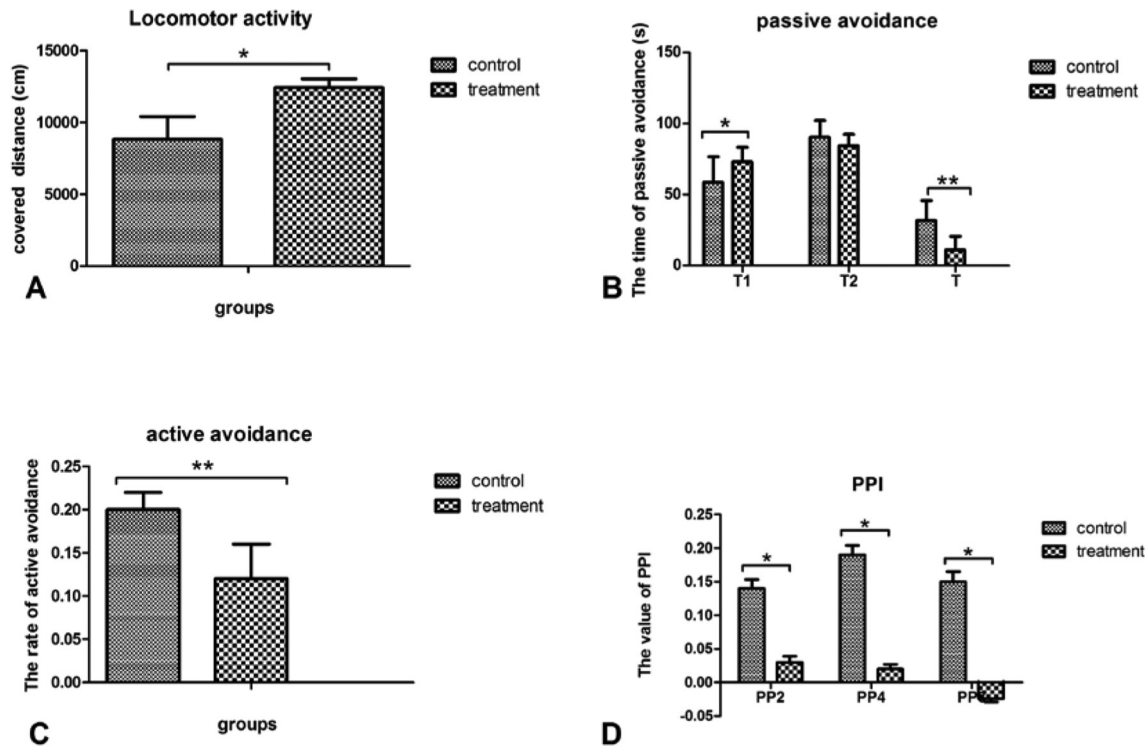 Locomotor activity
covered distance (cm)
15000
10000
5000
0
*
control
treatment
groups
A
passive avoidance
The time of passive avoidance (s)
150
100
50
0
*
**
T1
T2
T
control
treatment
B
active avoidance
The rate of active avoidance
0.25
0.20
0.15
0.10
0.05
0.00
**
control
treatment
groups
C
PPI
The value of PPI
0.25
0.20
0.15
0.10
0.05
0.00
-0.05
*
*
*
PP2
PP4
control
treatment
D